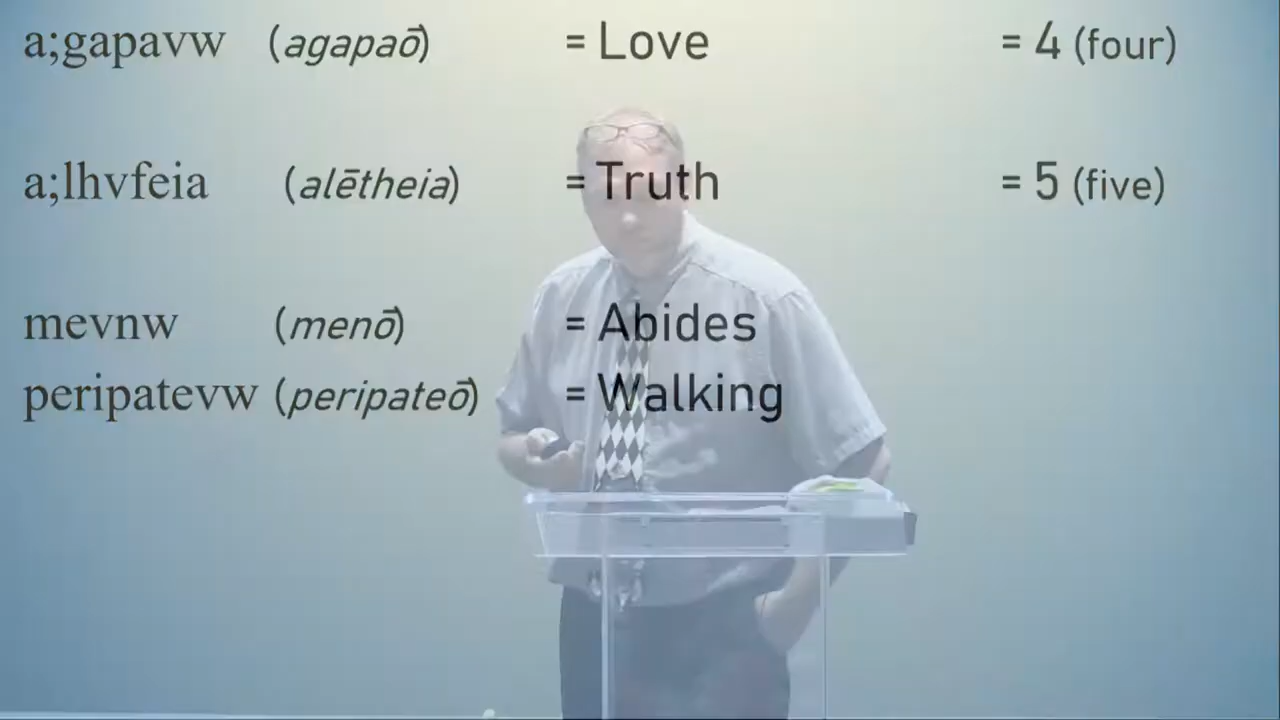 a;gapavw (agapaō) = Love = 4 (four)
a;lhvfeia (alētheia) = Truth = 5 (five)
mevnw (menō) = Abides
peripatevw (peripateō) = Walking